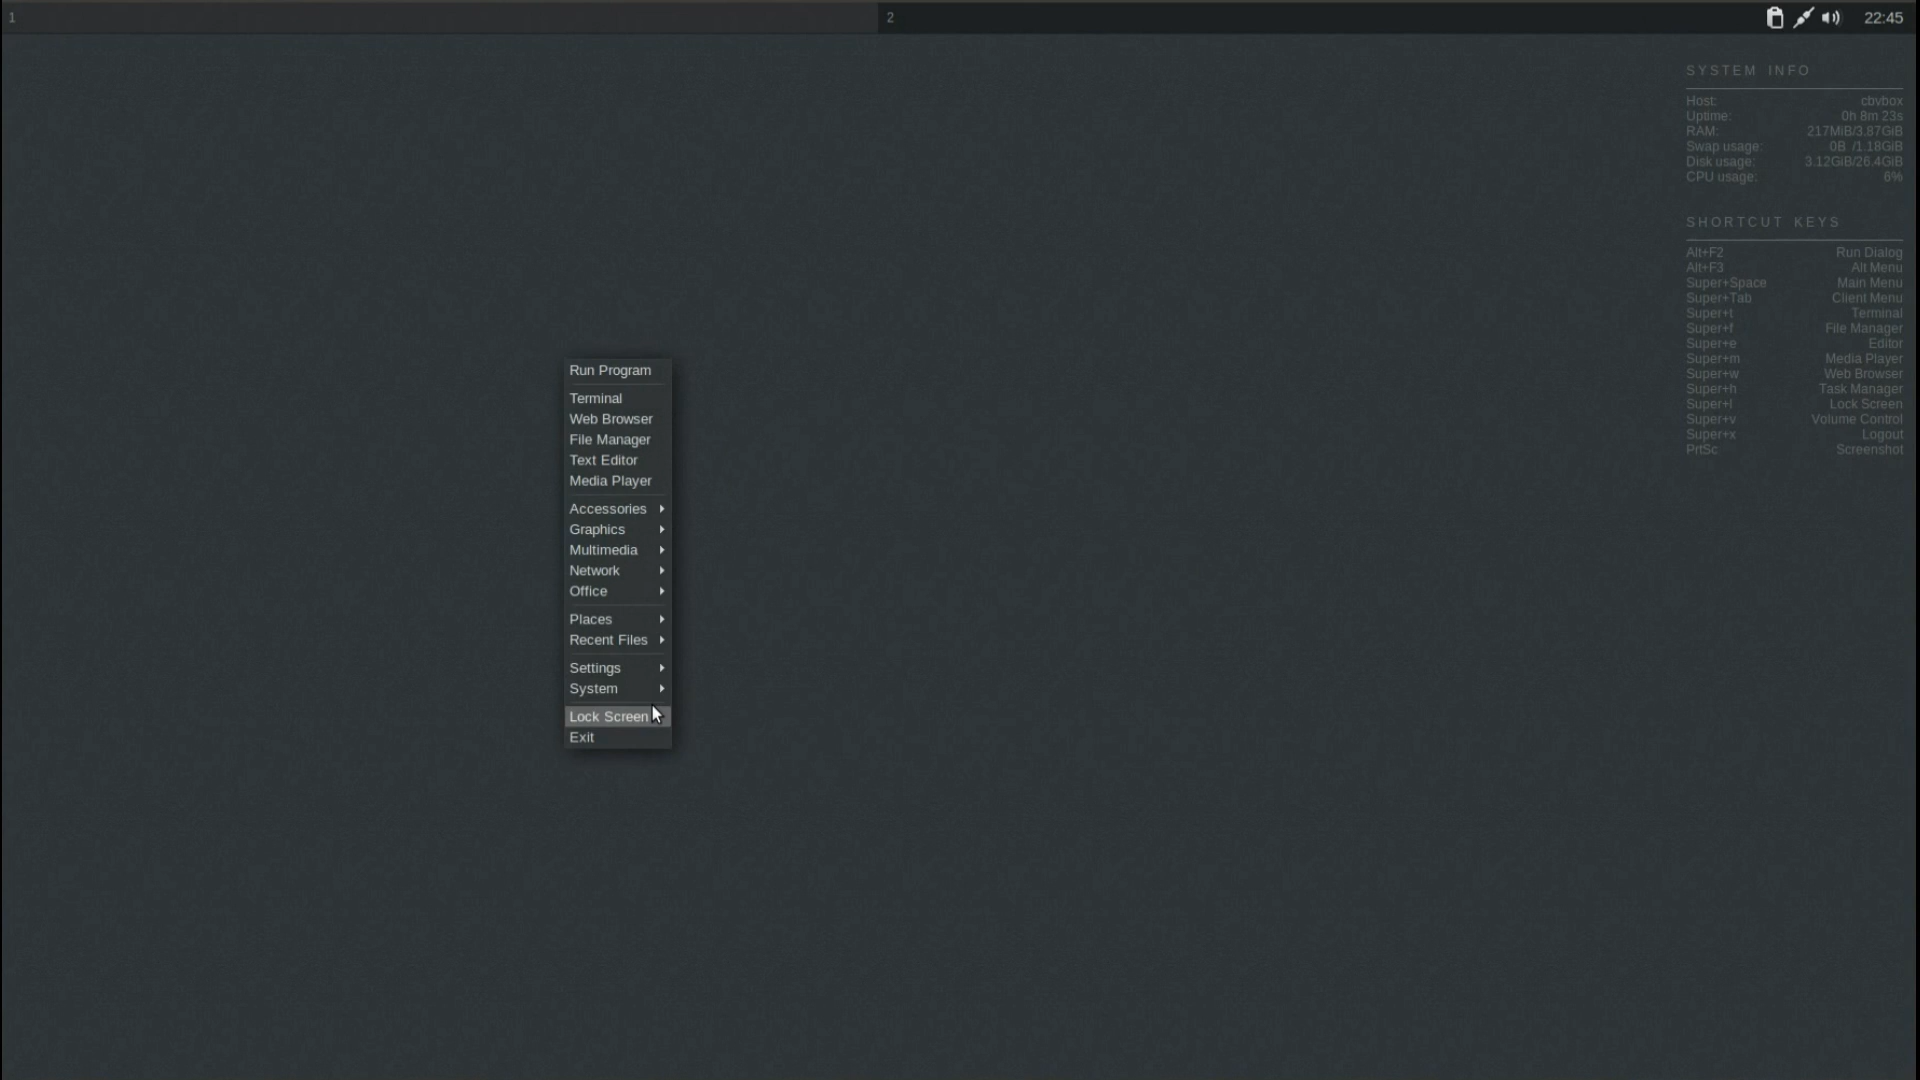 1
2
22:45
SYSTEM INFO
Host: cbvbox
Uptime: 0h 8m 23s
RAM: 217MiB/3.87GiB
Swap usage: 0B /1.18GiB
Disk usage: 3.12GiB/26.4GiB
CPU usage: 6%
SHORTCUT KEYS
Alt+F2 Run Dialog
Alt+F3 Alt Menu
Super+Space Main Menu
Super+Tab Client Menu
Super+t Terminal
Super+f File Manager
Super+e Editor
Super+m Media Player
Super+w Web Browser
Super+h Task Manager
Super+l Lock Screen
Super+v Volume Control
Super+x Logout
PrtSc Screenshot
Run Program
Terminal
Web Browser
File Manager
Text Editor
Media Player
Accessories
Graphics
Multimedia
Network
Office
Places
Recent Files
Settings
System
Lock Screen
Exit